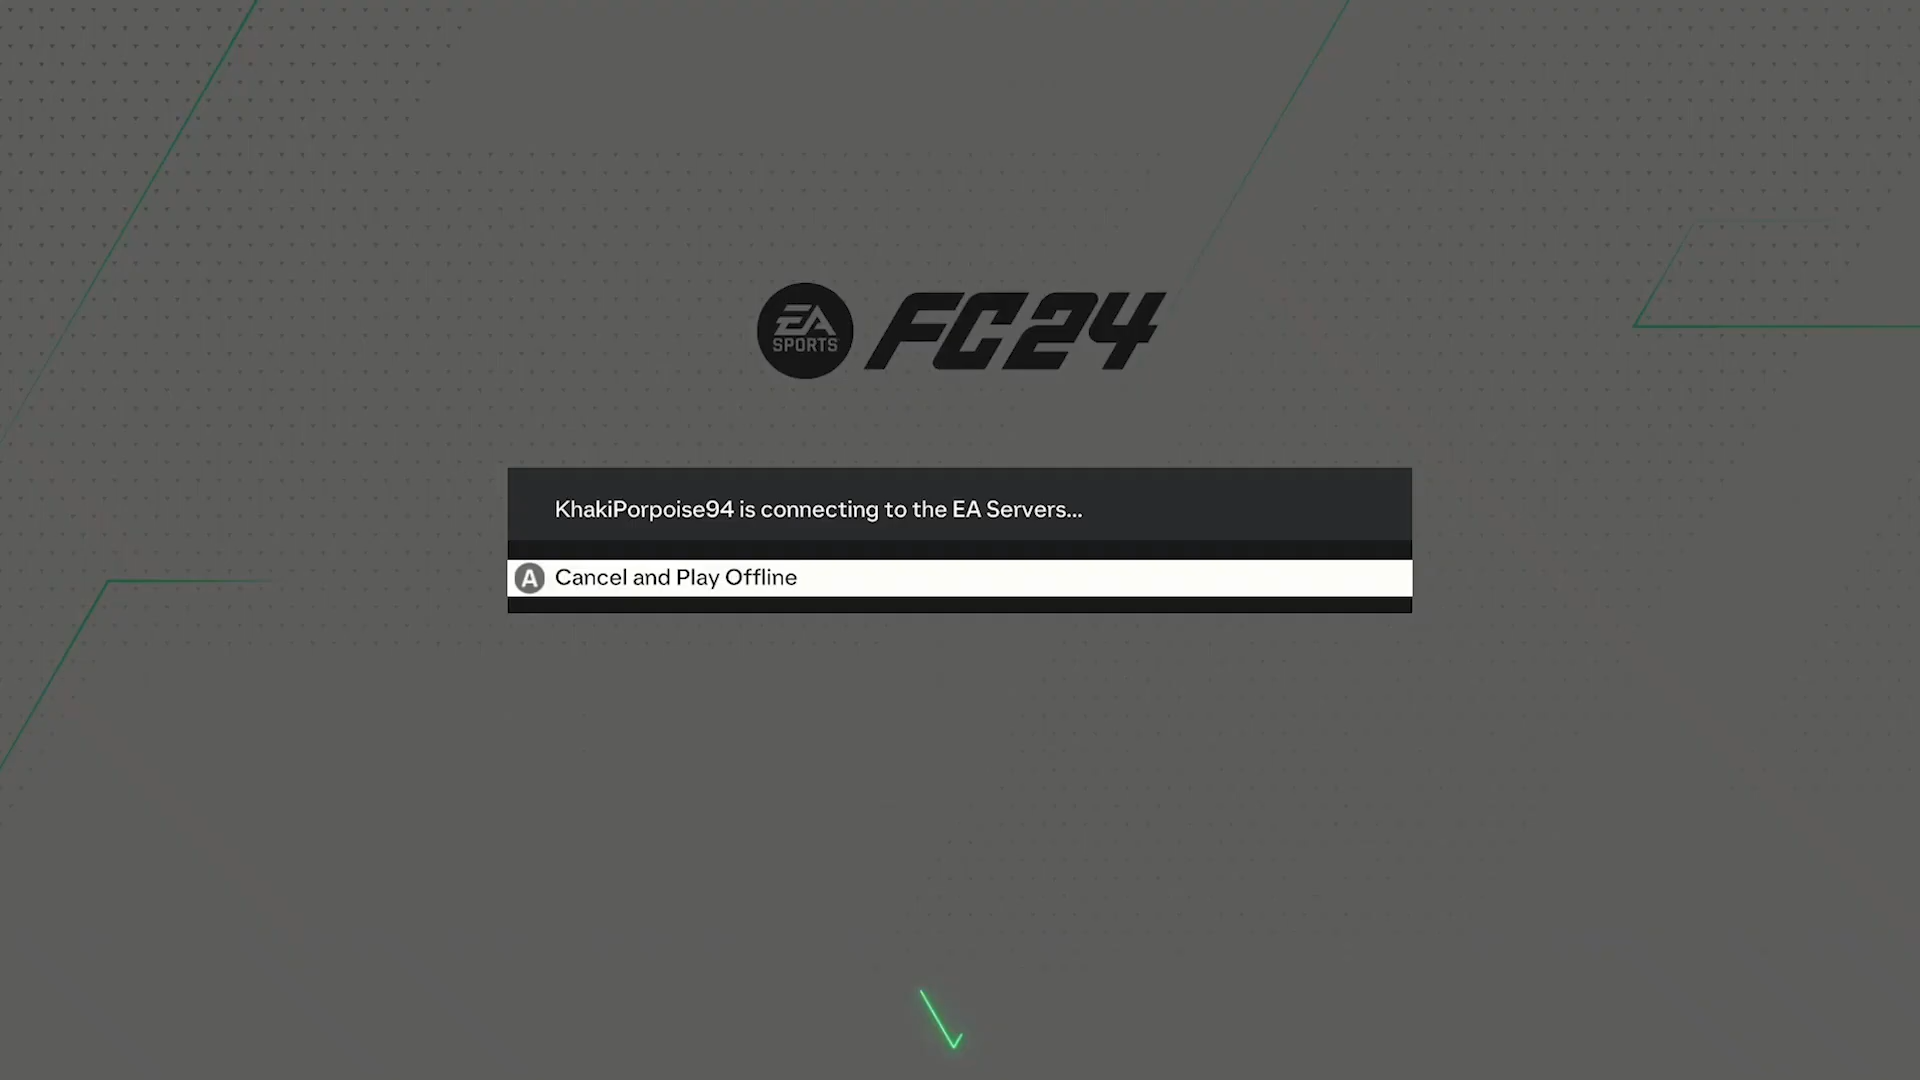 EA
SPORTS
FC24
KhakiPorpoise94 is connecting to the EA Servers...
A Cancel and Play Offline